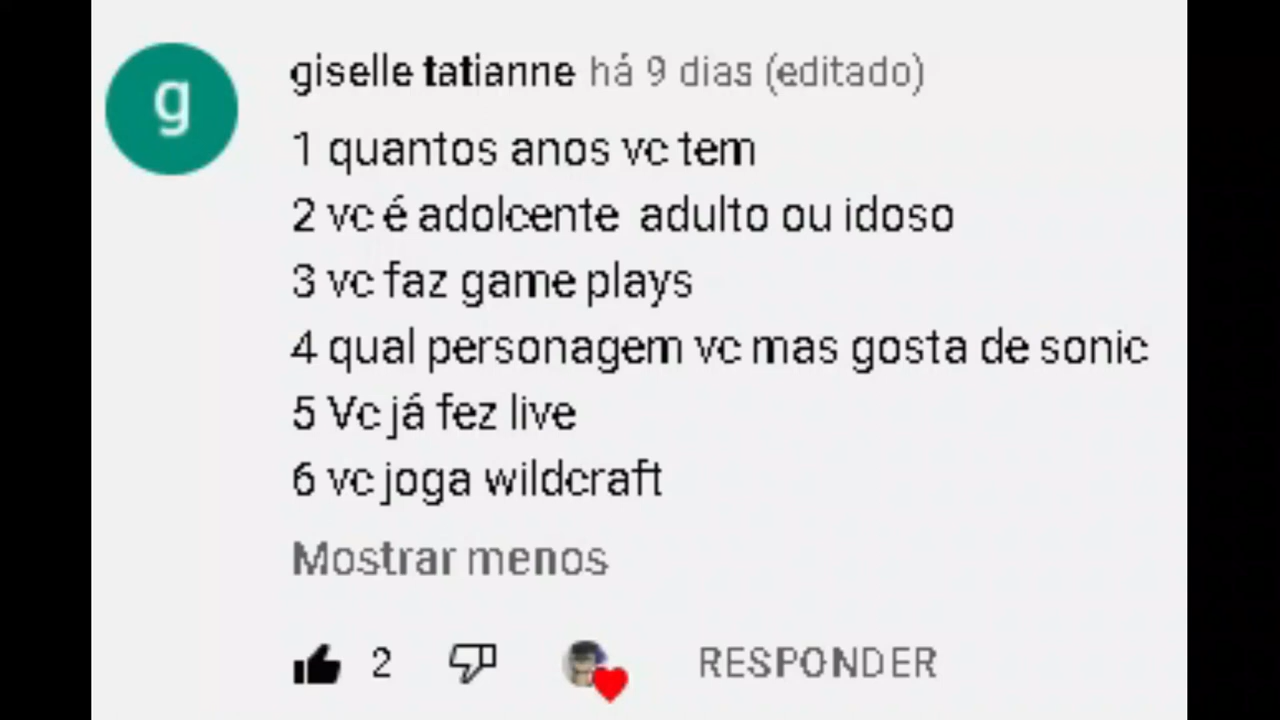 g
giselle tatianne há 9 dias (editado)
1 quantos anos vc tem
2 vc é adolcente adulto ou idoso
3 vc faz game plays
4 qual personagem vc mas gosta de sonic
5 Vc já fez live
6 vc joga wildcraft
Mostrar menos
2
RESPONDER